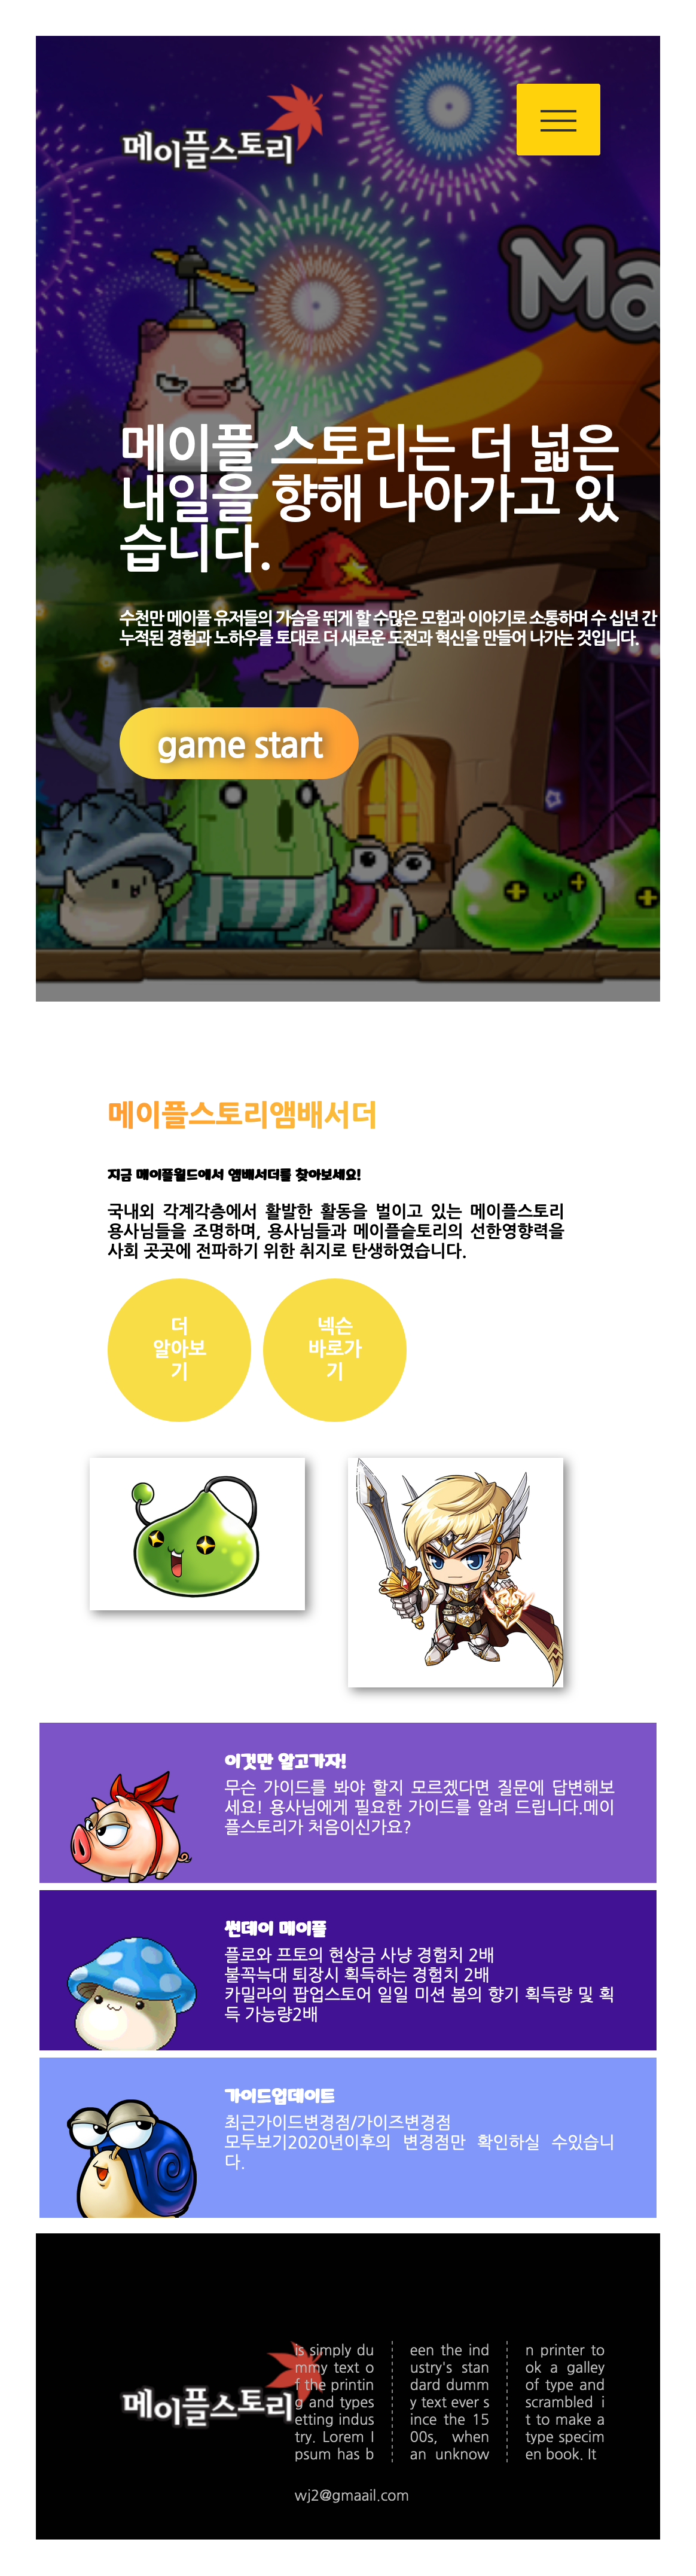 메이플스토리
Ma
메이플 스토리는 더 넓은
내일을 향해 나아가고 있
습니다.
수천만 메이플 유저들의 가슴을 뛰게 할 수많은 모험과 이야기로 소통하며 수 십년 간
누적된 경험과 노하우를 토대로 더 새로운 도전과 혁신을 만들어 나가는 것입니다.
game start
메이플스토리앰배서더
지금 메이플월드에서 앰배서더를 찾아보세요!
국내외 각계각층에서 활발한 활동을 벌이고 있는 메이플스토리
용사님들을 조명하며, 용사님들과 메이플슽토리의 선한영향력을
사회 곳곳에 전파하기 위한 취지로 탄생하였습니다.
더
알아보
기
넥슨
바로가
기
이것만 알고가자!
무슨 가이드를 봐야 할지 모르겠다면 질문에 답변해보
세요! 용사님에게 필요한 가이드를 알려 드립니다.메이
플스토리가 처음이신가요?
썬데이 메이플
플로와 프토의 현상금 사냥 경험치 2배
불꼭늑대 퇴장시 획득하는 경험치 2배
카밀라의 팝업스토어 일일 미션 봄의 향기 획득량 및 획
득 가능량2배
가이드업데이트
최근가이드변경점/가이즈변경점
모두보기2020년이후의 변경점만 확인하실 수있습니
다.
메이플스토리
is simply du
mmy text o
f the printin
g and types
etting indus
try. Lorem I
psum has b
een the ind
ustry's stan
dard dumm
y text ever s
ince the 15
00s, when
an unknow
n printer to
ok a galley
of type and
scrambled i
t to make a
type specim
en book. It
wj2@gmaail.com